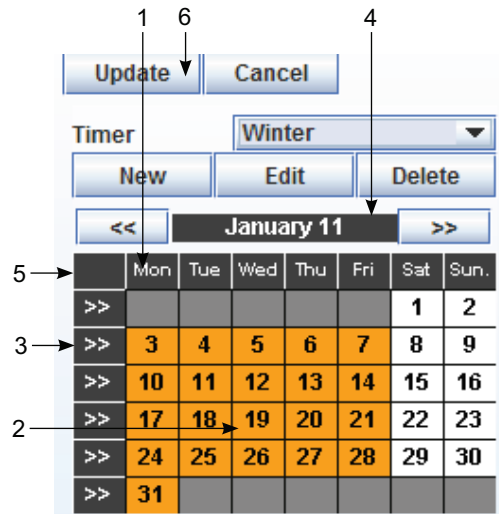 1 6 4
Update Cancel
Timer Winter
New Edit Delete
<< January 11 >>
5 Mon Tue Wed Thu Fri Sat Sun.
>> 1 2
3 >> 3 4 5 6 7 8 9
>> 10 11 12 13 14 15 16
2 >> 17 18 19 20 21 22 23
>> 24 25 26 27 28 29 30
>> 31